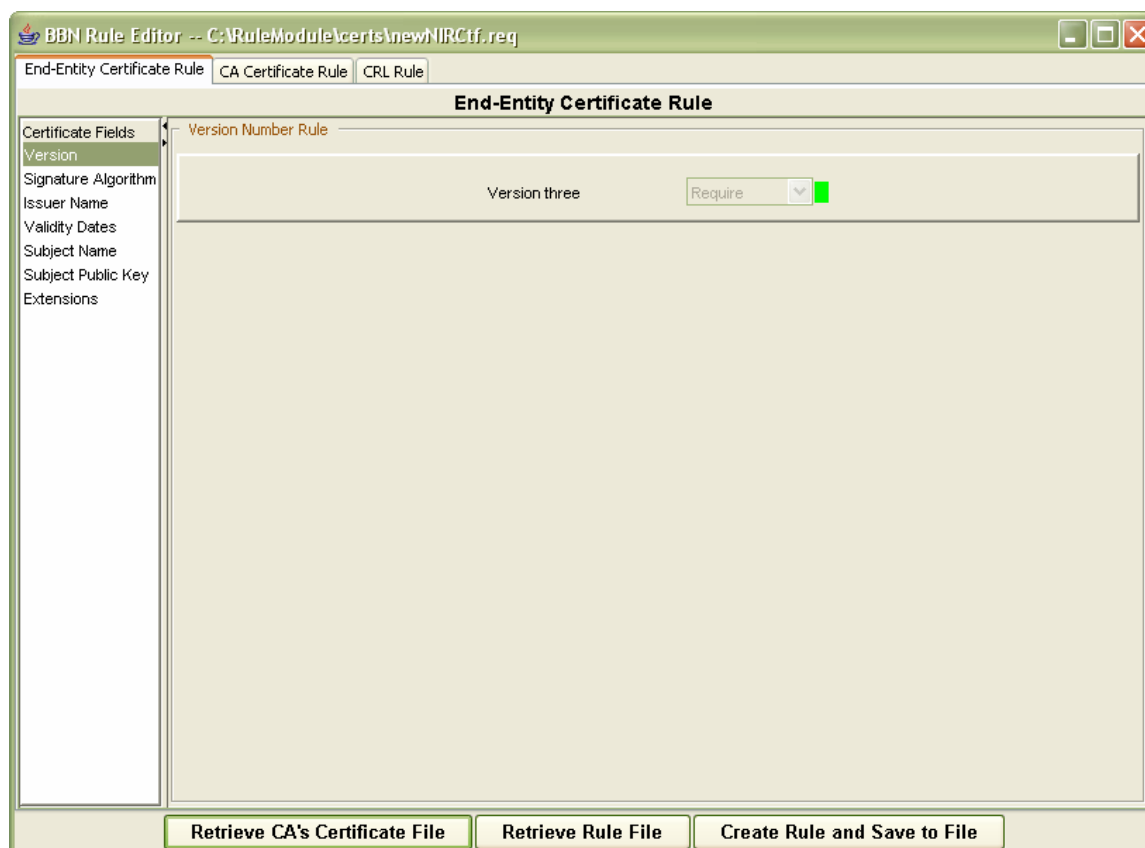 BBN Rule Editor -- C:\RuleModule\certs\newNIRCtf.req
End-Entity Certificate Rule CA Certificate Rule CRL Rule
End-Entity Certificate Rule
Certificate Fields
Version
Signature Algorithm
Issuer Name
Validity Dates
Subject Name
Subject Public Key
Extensions
Version Number Rule
Version three Require
Retrieve CA's Certificate File Retrieve Rule File Create Rule and Save to File